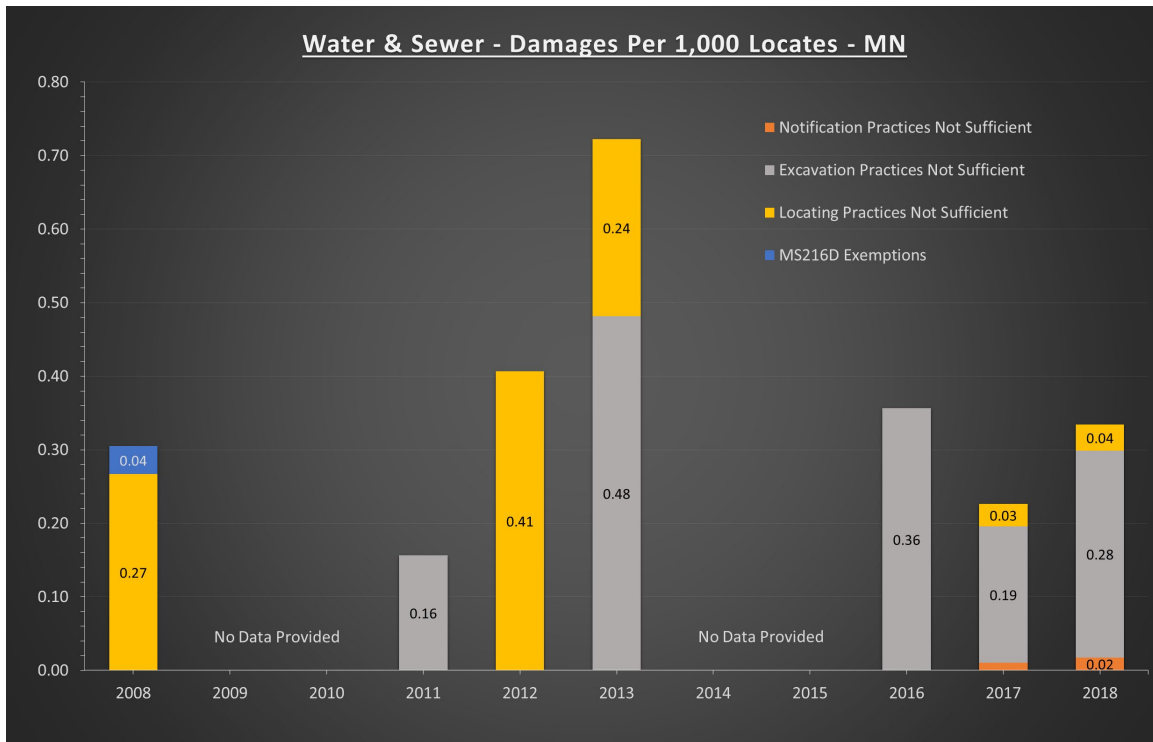 Water & Sewer - Damages Per 1,000 Locates - MN
0.80
0.70
0.60
0.50
0.40
0.30
0.20
0.10
0.00
Notification Practices Not Sufficient
Excavation Practices Not Sufficient
Locating Practices Not Sufficient
MS216D Exemptions
0.04
0.27
No Data Provided
0.16
0.41
0.24
0.48
No Data Provided
0.36
0.03
0.19
0.04
0.28
0.02
2008 2009 2010 2011 2012 2013 2014 2015 2016 2017 2018